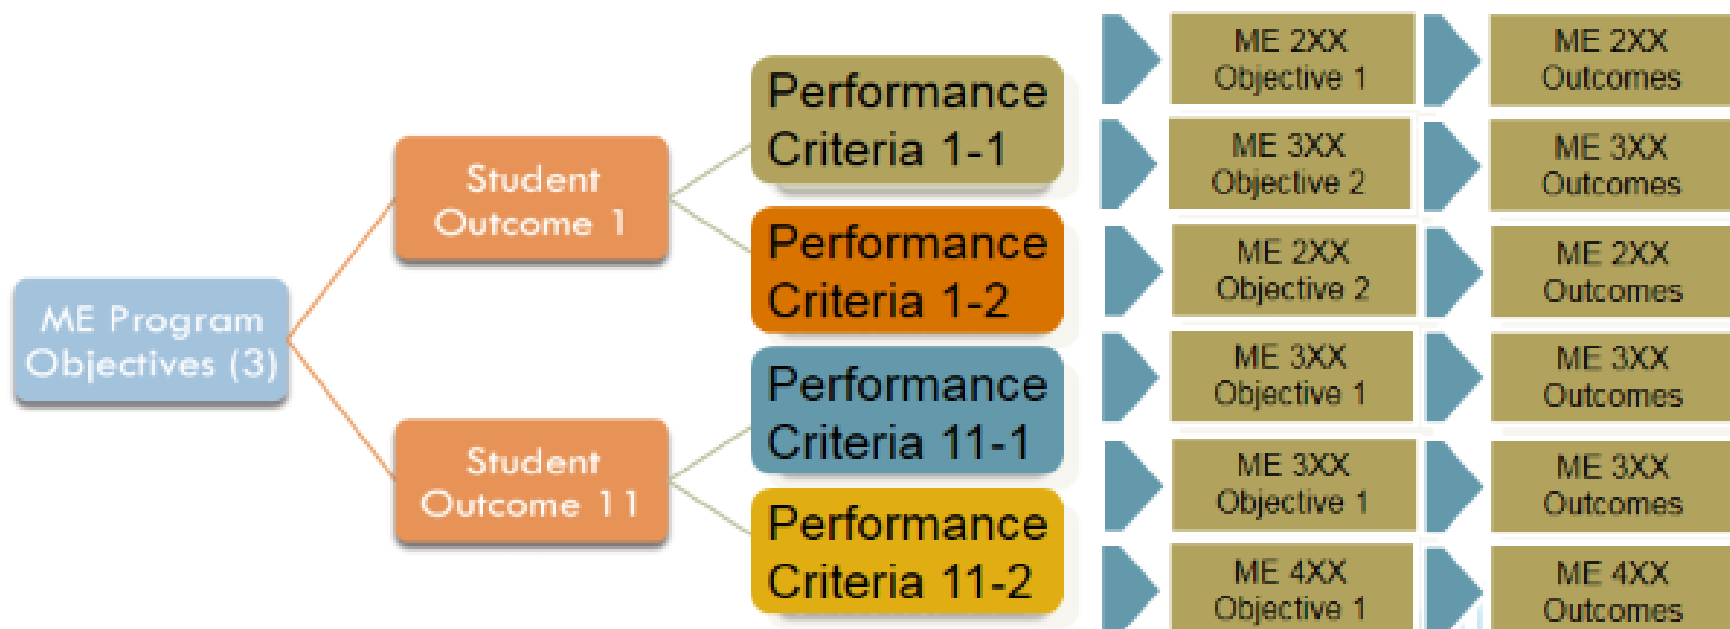 ME Program
Objectives (3)
Student
Outcome 1
Student
Outcome 11
Performance
Criteria 1-1
Performance
Criteria 1-2
Performance
Criteria 11-1
Performance
Criteria 11-2
ME 2XX
Objective 1
ME 2XX
Outcomes
ME 3XX
Objective 2
ME 3XX
Outcomes
ME 2XX
Objective 2
ME 2XX
Outcomes
ME 3XX
Objective 1
ME 3XX
Outcomes
ME 3XX
Objective 1
ME 3XX
Outcomes
ME 4XX
Objective 1
ME 4XX
Outcomes